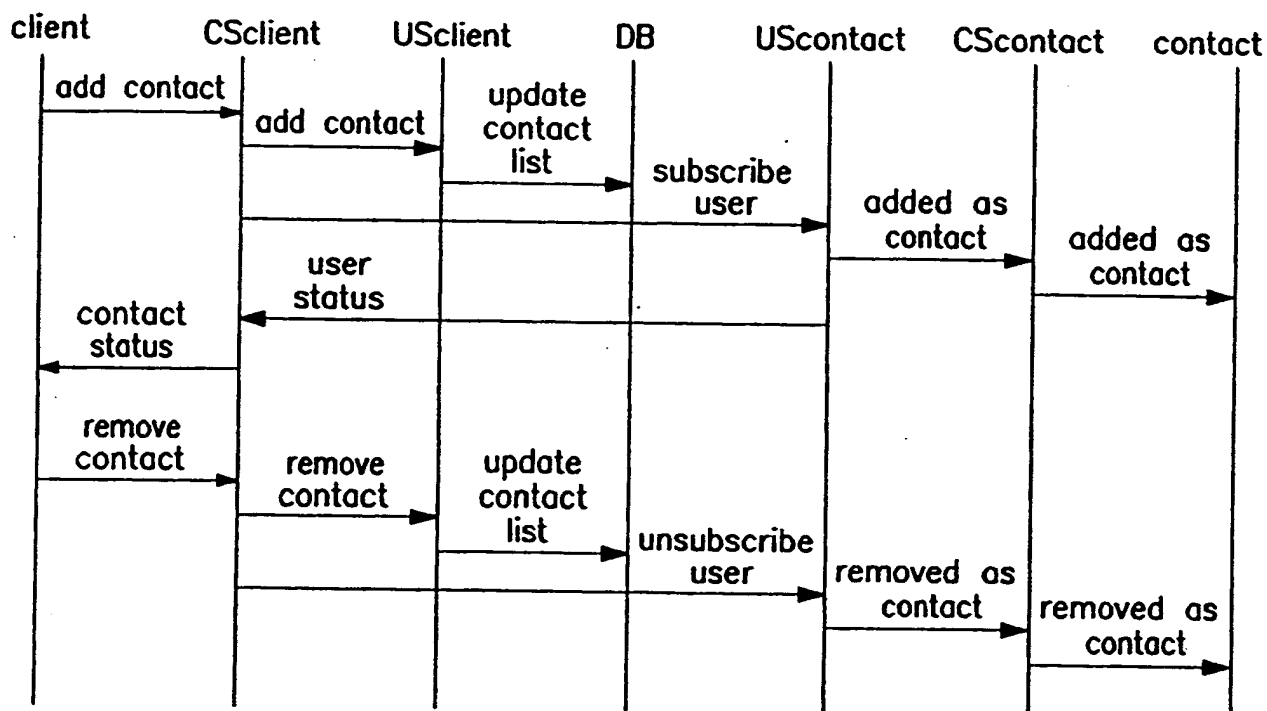 client
CSclient
USclient
DB
UScontact
CScontact
contact
add contact
add contact
update
contact
list
subscribe
user
added as
contact
added as
contact
user
status
contact
status
remove
contact
remove
contact
update
contact
list
unsubscribe
user
removed as
contact
removed as
contact